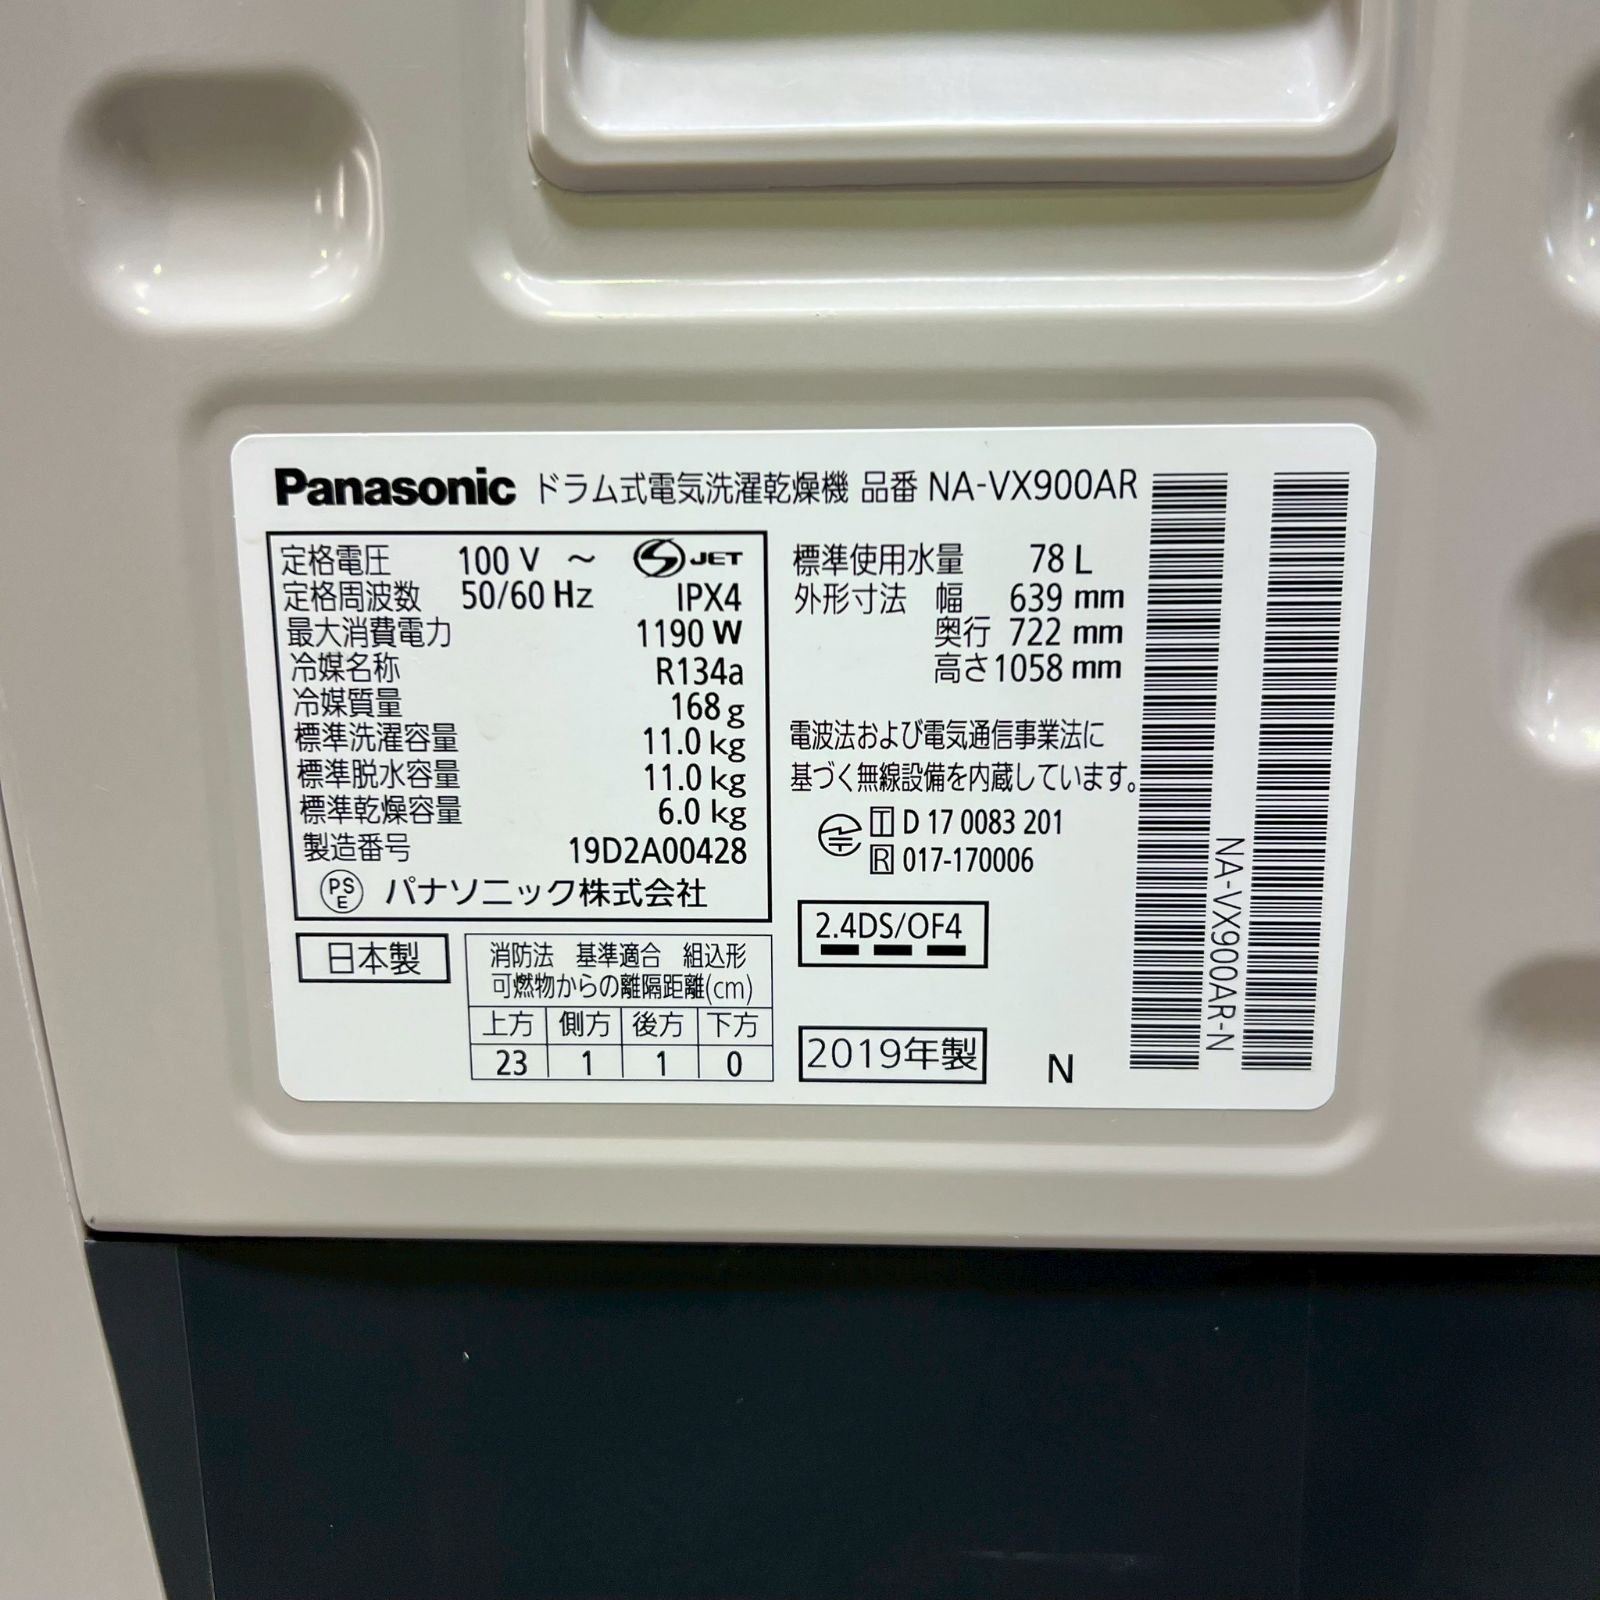 Panasonic ドラム式電気洗濯乾燥機 品番 NA-VX900AR
定格電圧 100 V ～ S JET
定格周波数 50/60 Hz IPX4
最大消費電力 1190 W
冷媒名称 R134a
冷媒質量 168 g
標準洗濯容量 11.0 kg
標準脱水容量 11.0 kg
標準乾燥容量 6.0 kg
製造番号 19D2A00428
PSE パナソニック株式会社
日本製
消防法 基準適合 組込形
可燃物からの離隔距離(cm)
上方 側方 後方 下方
23 1 1 0
標準使用水量 78 L
外形寸法 幅 639 mm
奥行 722 mm
高さ 1058 mm
電波法および電気通信事業法に
基づく無線設備を内蔵しています。
T D 17 0083 201
R 017-170006
2.4DS/OF4
2019年製 N
NA-VX900AR-N